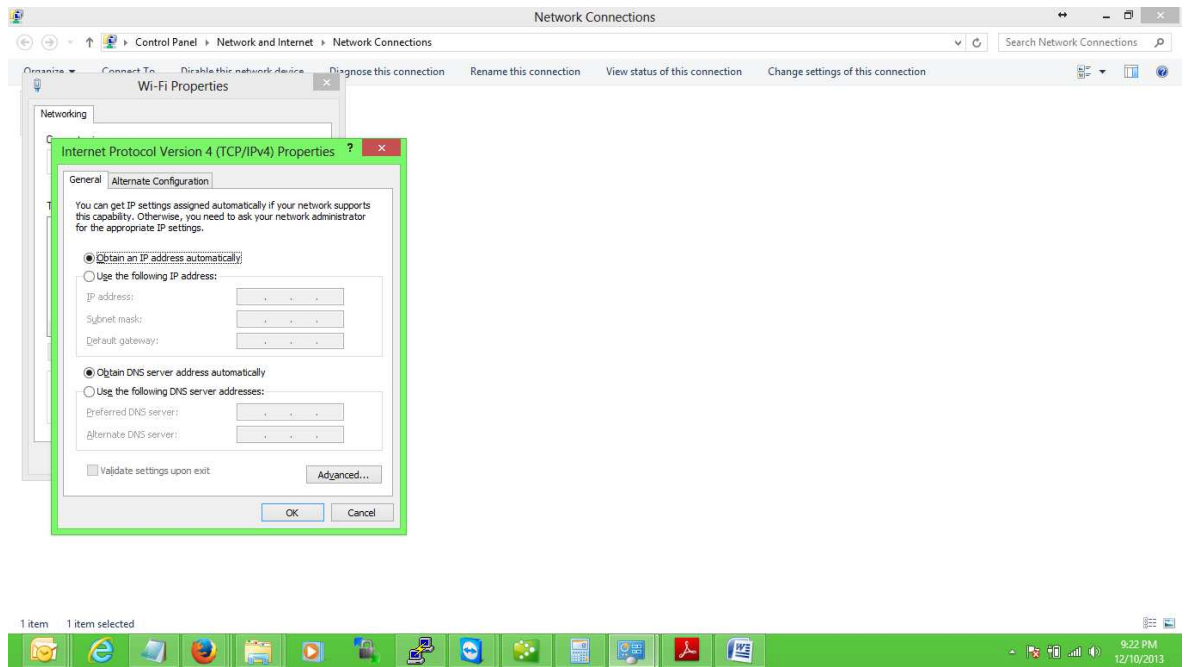 Network Connections
Control Panel Network and Internet Network Connections
Search Network Connections
Organize Connect To Disable this network device Diagnose this connection Rename this connection View status of this connection Change settings of this connection
Wi-Fi Properties
Networking
Internet Protocol Version 4 (TCP/IPv4) Properties ?
General Alternate Configuration
You can get IP settings assigned automatically if your network supports
this capability. Otherwise, you need to ask your network administrator
for the appropriate IP settings.
Obtain an IP address automatically
Use the following IP address:
IP address:
Subnet mask:
Default gateway:
Obtain DNS server address automatically
Use the following DNS server addresses:
Preferred DNS server:
Alternate DNS server:
Validate settings upon exit
Advanced...
OK Cancel
1 item 1 item selected
9:22 PM
12/10/2013